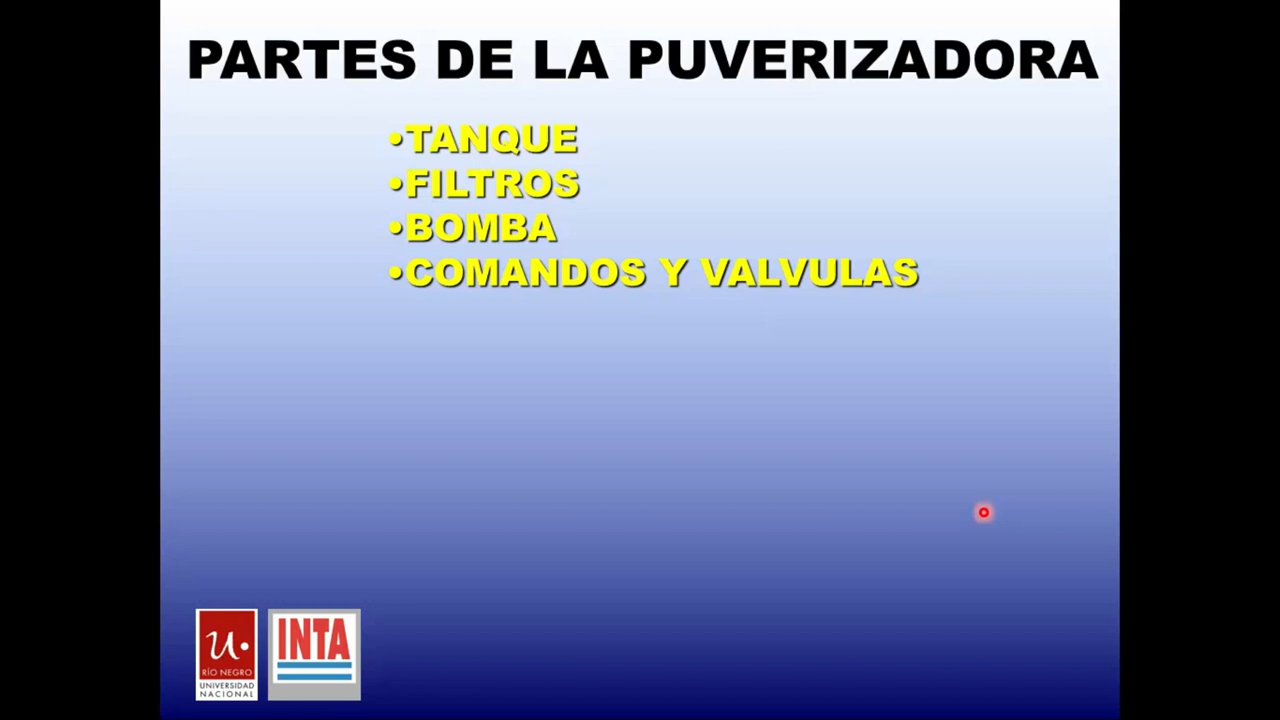 PARTES DE LA PUVERIZADORA
•TANQUE
•FILTROS
•BOMBA
•COMANDOS Y VALVULAS
u.
RÍO NEGRO
UNIVERSIDAD
NACIONAL
INTA